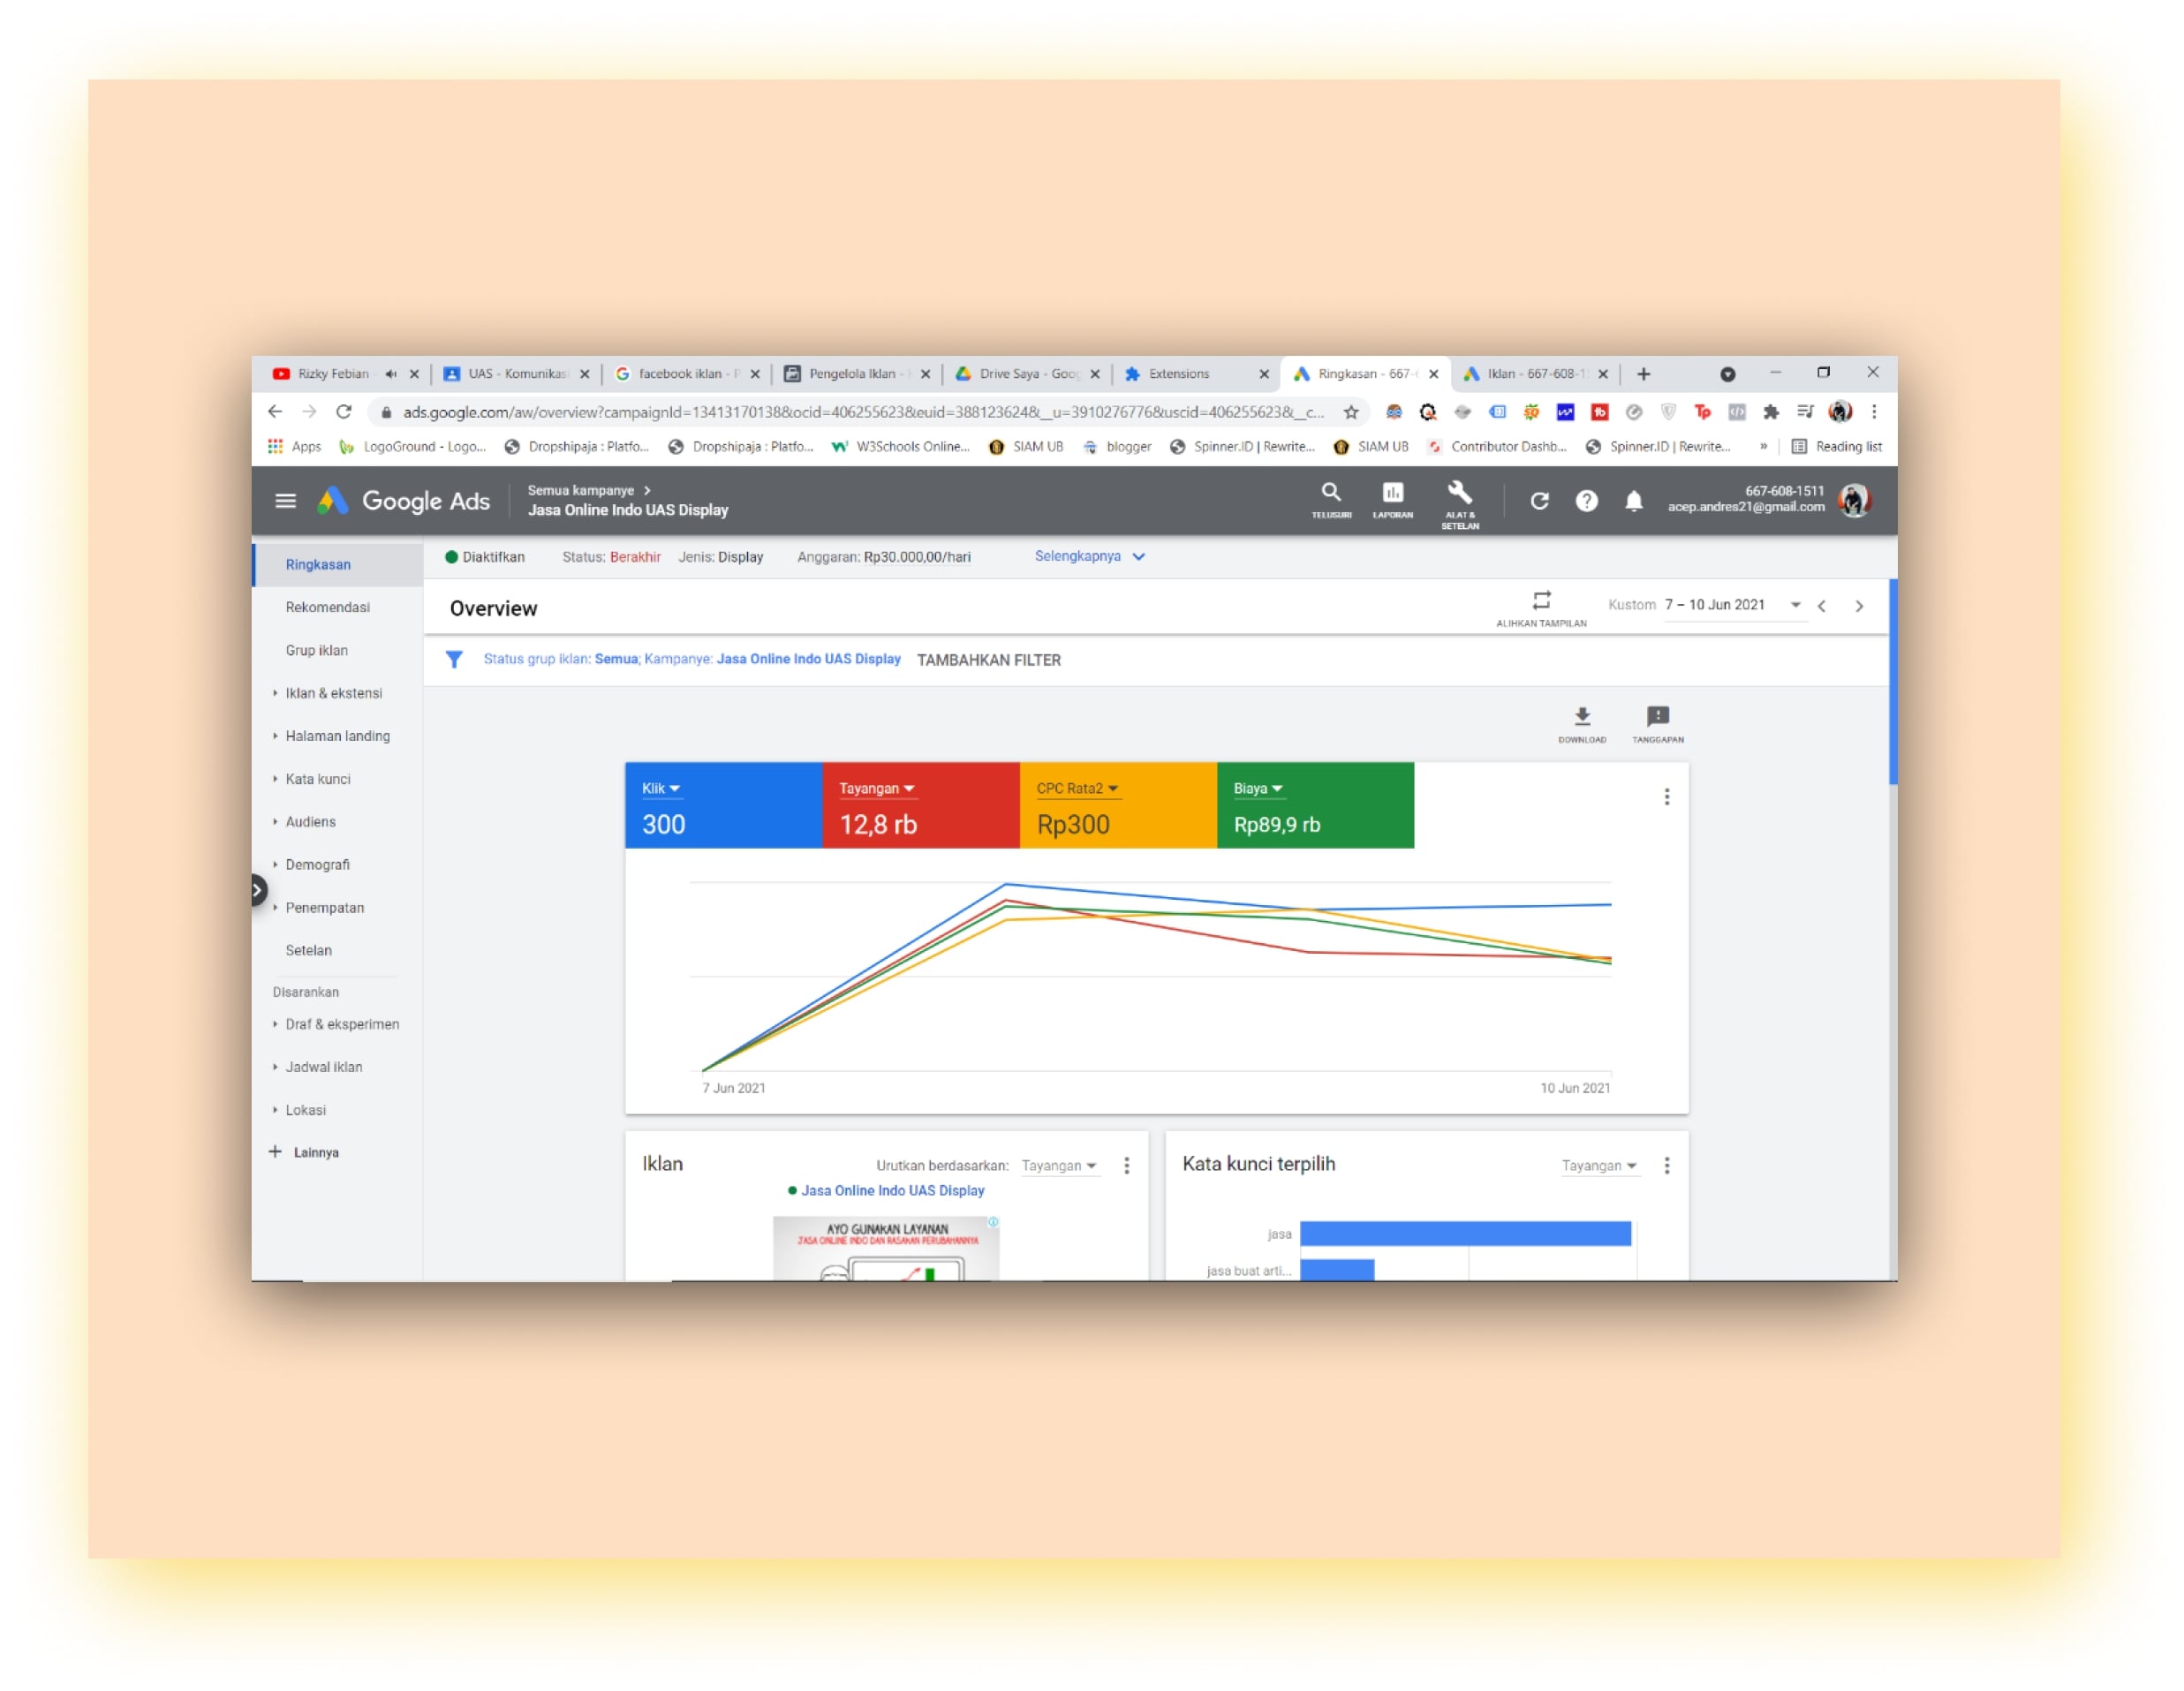 Rizky Febian
UAS - Komunikas
facebook iklan - P
Pengelola Iklan -
Drive Saya - Goog
Extensions
Ringkasan - 667-6
Iklan - 667-608-1
ads.google.com/aw/overview?campaignId=13413170138&ocid=406255623&euid=388123624&__u=3910276776&uscid=406255623&__c...
Apps
LogoGround - Logo...
Dropshipaja : Platfo...
Dropshipaja : Platfo...
W3Schools Online...
SIAM UB
blogger
Spinner.ID | Rewrite...
SIAM UB
Contributor Dashb...
Spinner.ID | Rewrite...
»
Reading list
Google Ads
Semua kampanye >
Jasa Online Indo UAS Display
TELUSURI
LAPORAN
ALAT &
SETELAN
667-608-1511
acep.andres21@gmail.com
Diaktifkan Status: Berakhir Jenis: Display Anggaran: Rp30.000,00/hari Selengkapnya
Overview
ALIHKAN TAMPILAN
Kustom 7 – 10 Jun 2021
Status grup iklan: Semua; Kampanye: Jasa Online Indo UAS Display TAMBAHKAN FILTER
Ringkasan
Rekomendasi
Grup iklan
Iklan & ekstensi
Halaman landing
Kata kunci
Audiens
Demografi
Penempatan
Setelan
Disarankan
Draf & eksperimen
Jadwal iklan
Lokasi
+ Lainnya
DOWNLOAD
TANGGAPAN
Klik
300
Tayangan
12,8 rb
CPC Rata2
Rp300
Biaya
Rp89,9 rb
7 Jun 2021
10 Jun 2021
Iklan
Urutkan berdasarkan: Tayangan
Jasa Online Indo UAS Display
AYO GUNAKAN LAYANAN
JASA ONLINE INDO DAN RASAKAN PERUBAHANNYA
Kata kunci terpilih
Tayangan
jasa
jasa buat arti...